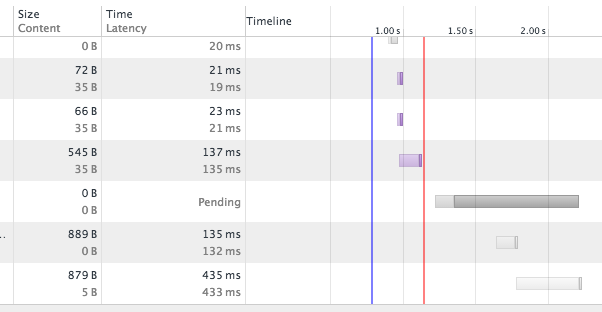 Size Time Timeline
Content Latency
1.00 s 1.50 s 2.00 s
0 B 20 ms
72 B 21 ms
35 B 19 ms
66 B 23 ms
35 B 21 ms
545 B 137 ms
35 B 135 ms
0 B Pending
0 B
.. 889 B 135 ms
0 B 132 ms
879 B 435 ms
5 B 433 ms